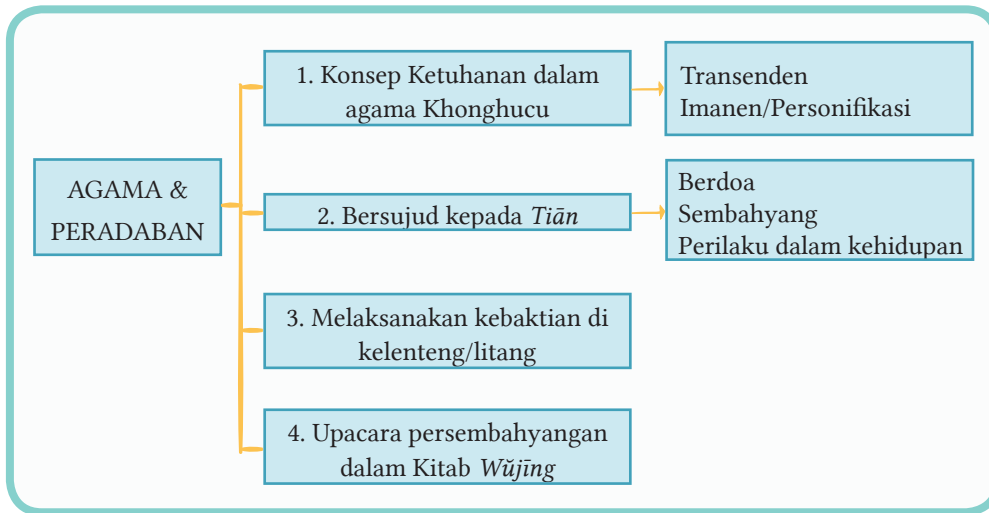 AGAMA &
PERADABAN
1. Konsep Ketuhanan dalam
agama Khonghucu
Transenden
Imanen/Personifikasi
2. Bersujud kepada Tiān
Berdoa
Sembahyang
Perilaku dalam kehidupan
3. Melaksanakan kebaktian di
kelenteng/litang
4. Upacara persembahyangan
dalam Kitab Wŭjīng